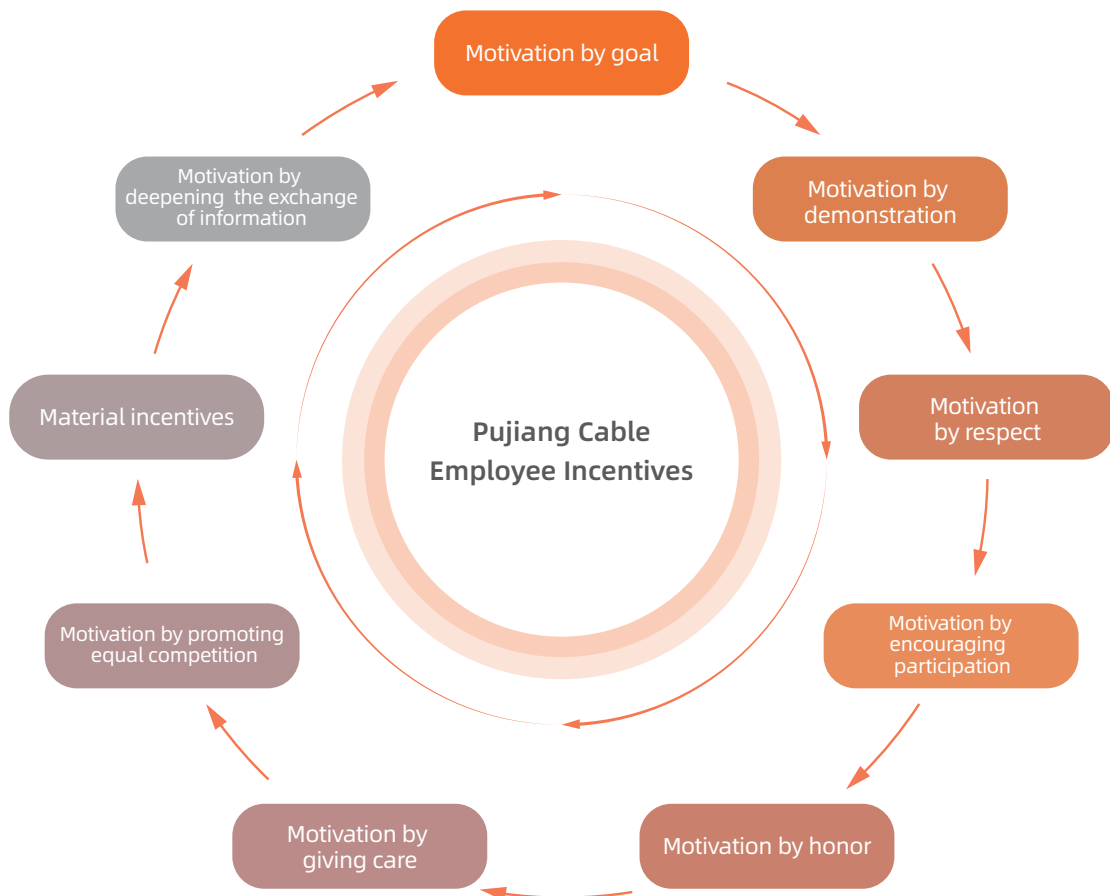 Motivation by goal
Motivation by
demonstration
Motivation
by respect
Motivation by
encouraging
participation
Motivation by honor
Motivation by
giving care
Motivation by promoting
equal competition
Material incentives
Motivation by
deepening the exchange
of information
Pujiang Cable
Employee Incentives